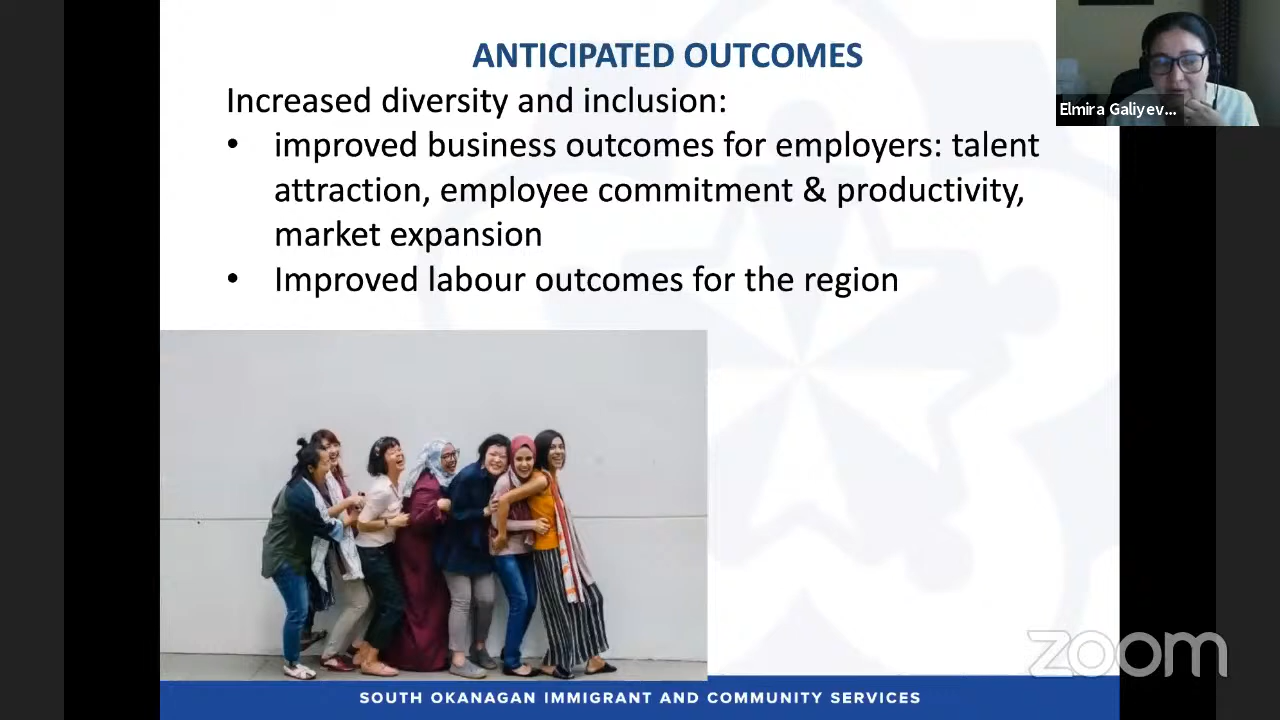 ANTICIPATED OUTCOMES
Increased diversity and inclusion:
• improved business outcomes for employers: talent
attraction, employee commitment & productivity,
market expansion
• Improved labour outcomes for the region
Elmira Galiyev...
zoom
SOUTH OKANAGAN IMMIGRANT AND COMMUNITY SERVICES